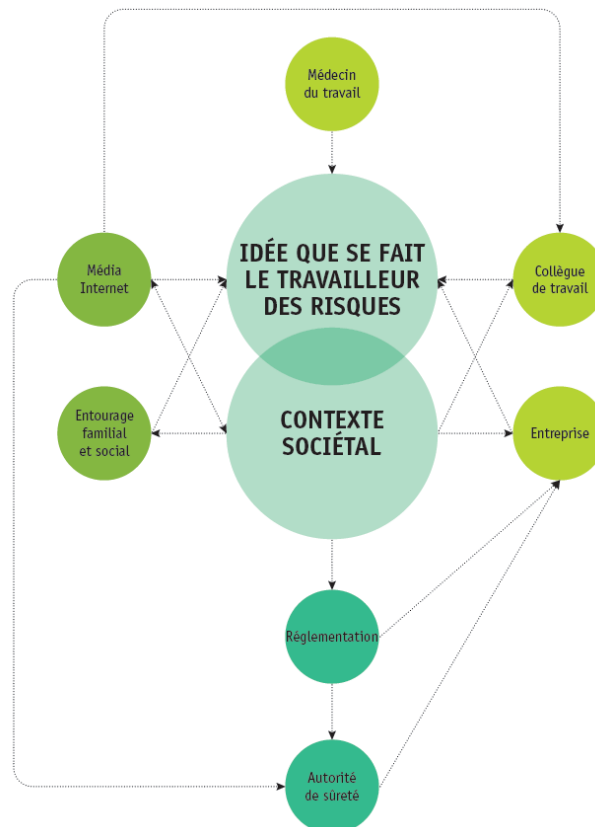 Médecin
du travail
IDÉE QUE SE FAIT
LE TRAVAILLEUR
DES RISQUES
Média
Internet
Collègue
de travail
Entourage
familial
et social
CONTEXTE
SOCIÉTAL
Entreprise
Réglementation
Autorité
de sûreté